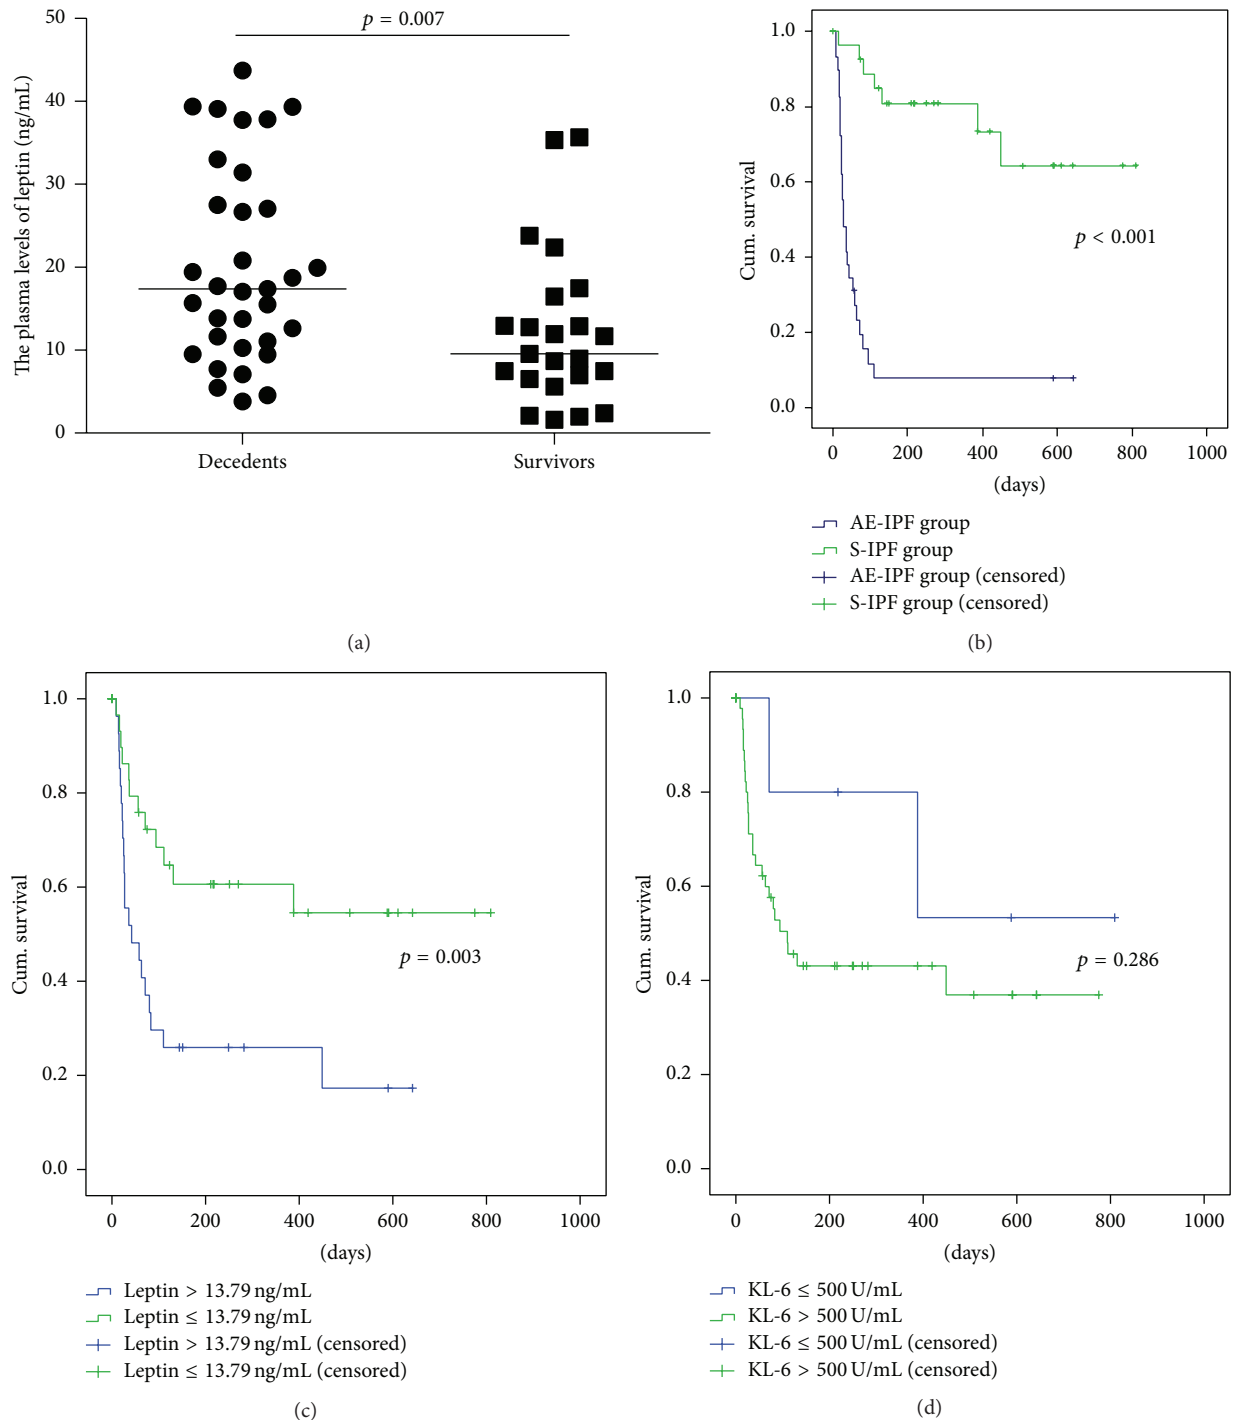 p = 0.007
The plasma levels of leptin (ng/mL)
50
40
30
20
10
0
Decedents
Survivors
(a)
Cum. survival
1.0
0.8
0.6
0.4
0.2
0.0
p < 0.001
0 200 400 600 800 1000
(days)
AE-IPF group
S-IPF group
AE-IPF group (censored)
S-IPF group (censored)
(b)
Cum. survival
1.0
0.8
0.6
0.4
0.2
0.0
p = 0.003
0 200 400 600 800 1000
(days)
Leptin > 13.79 ng/mL
Leptin ≤ 13.79 ng/mL
Leptin > 13.79 ng/mL (censored)
Leptin ≤ 13.79 ng/mL (censored)
(c)
Cum. survival
1.0
0.8
0.6
0.4
0.2
0.0
p = 0.286
0 200 400 600 800 1000
(days)
KL-6 ≤ 500 U/mL
KL-6 > 500 U/mL
KL-6 ≤ 500 U/mL (censored)
KL-6 > 500 U/mL (censored)
(d)